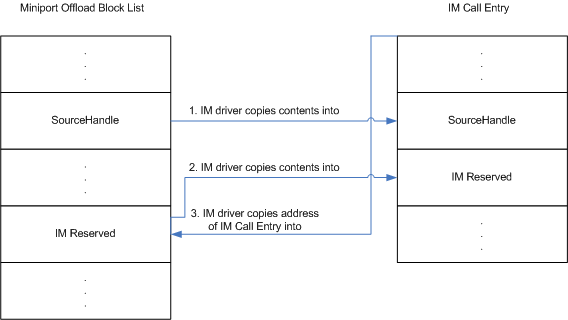 Miniport Offload Block List
IM Call Entry
.
.
.
.
.
.
SourceHandle
1. IM driver copies contents into
SourceHandle
.
.
.
2. IM driver copies contents into
IM Reserved
3. IM driver copies address
of IM Call Entry into
IM Reserved
.
.
.
.
.
.